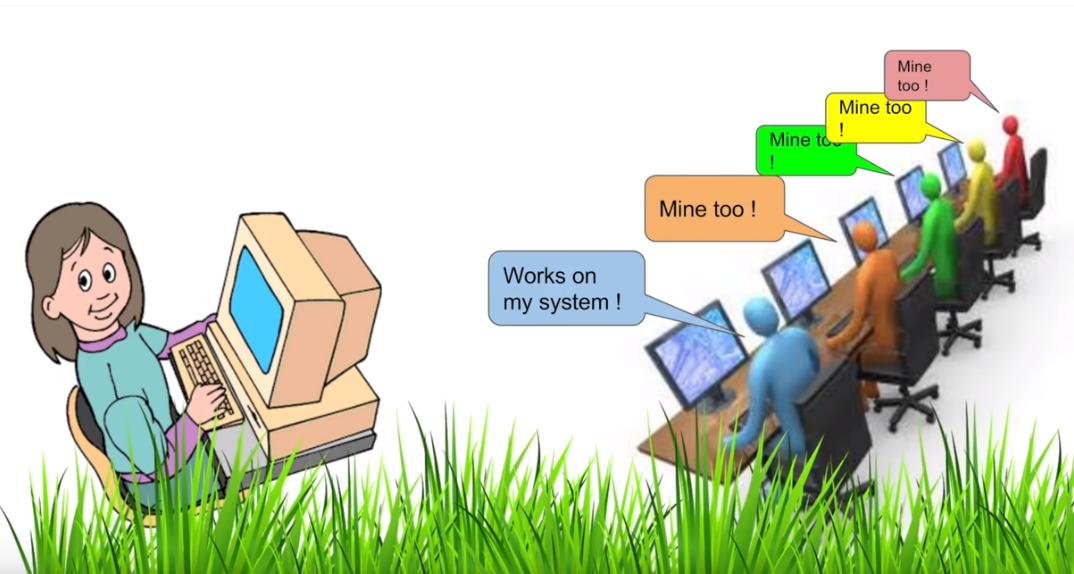 Works on
my system !
Mine too !
Mine too
!
Mine too
!
Mine
too !